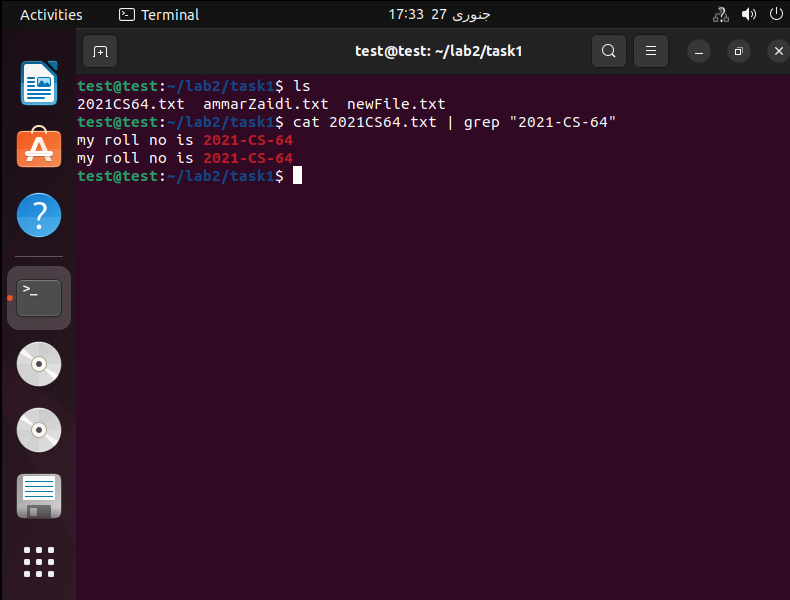 Activities Terminal 17:33 27 جنوری
test@test: ~/lab2/task1
test@test:~/lab2/task1$ ls
2021CS64.txt ammarZaidi.txt newFile.txt
test@test:~/lab2/task1$ cat 2021CS64.txt | grep "2021-CS-64"
my roll no is 2021-CS-64
my roll no is 2021-CS-64
test@test:~/lab2/task1$